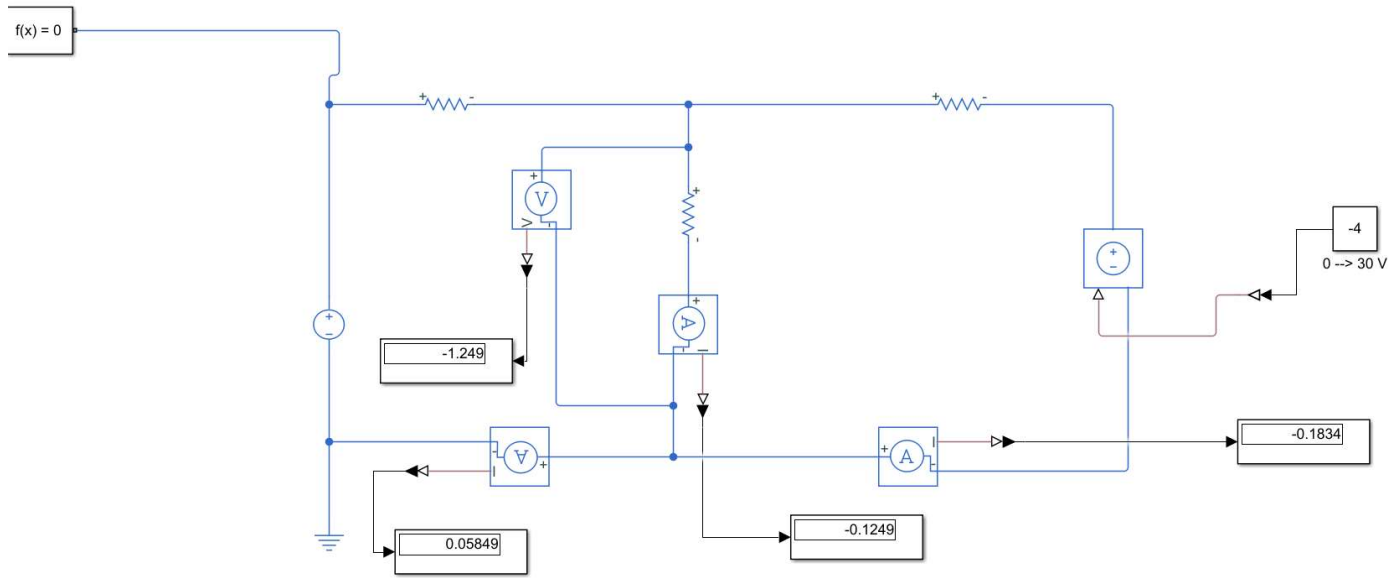 f(x) = 0
+
-
+
-
+
V
-
V
+
-
-4
0 --> 30 V
+
-
+
-
-1.249
+
A
-
I
-
A
+
I
+
A
I
-
-0.1834
0.05849
-0.1249